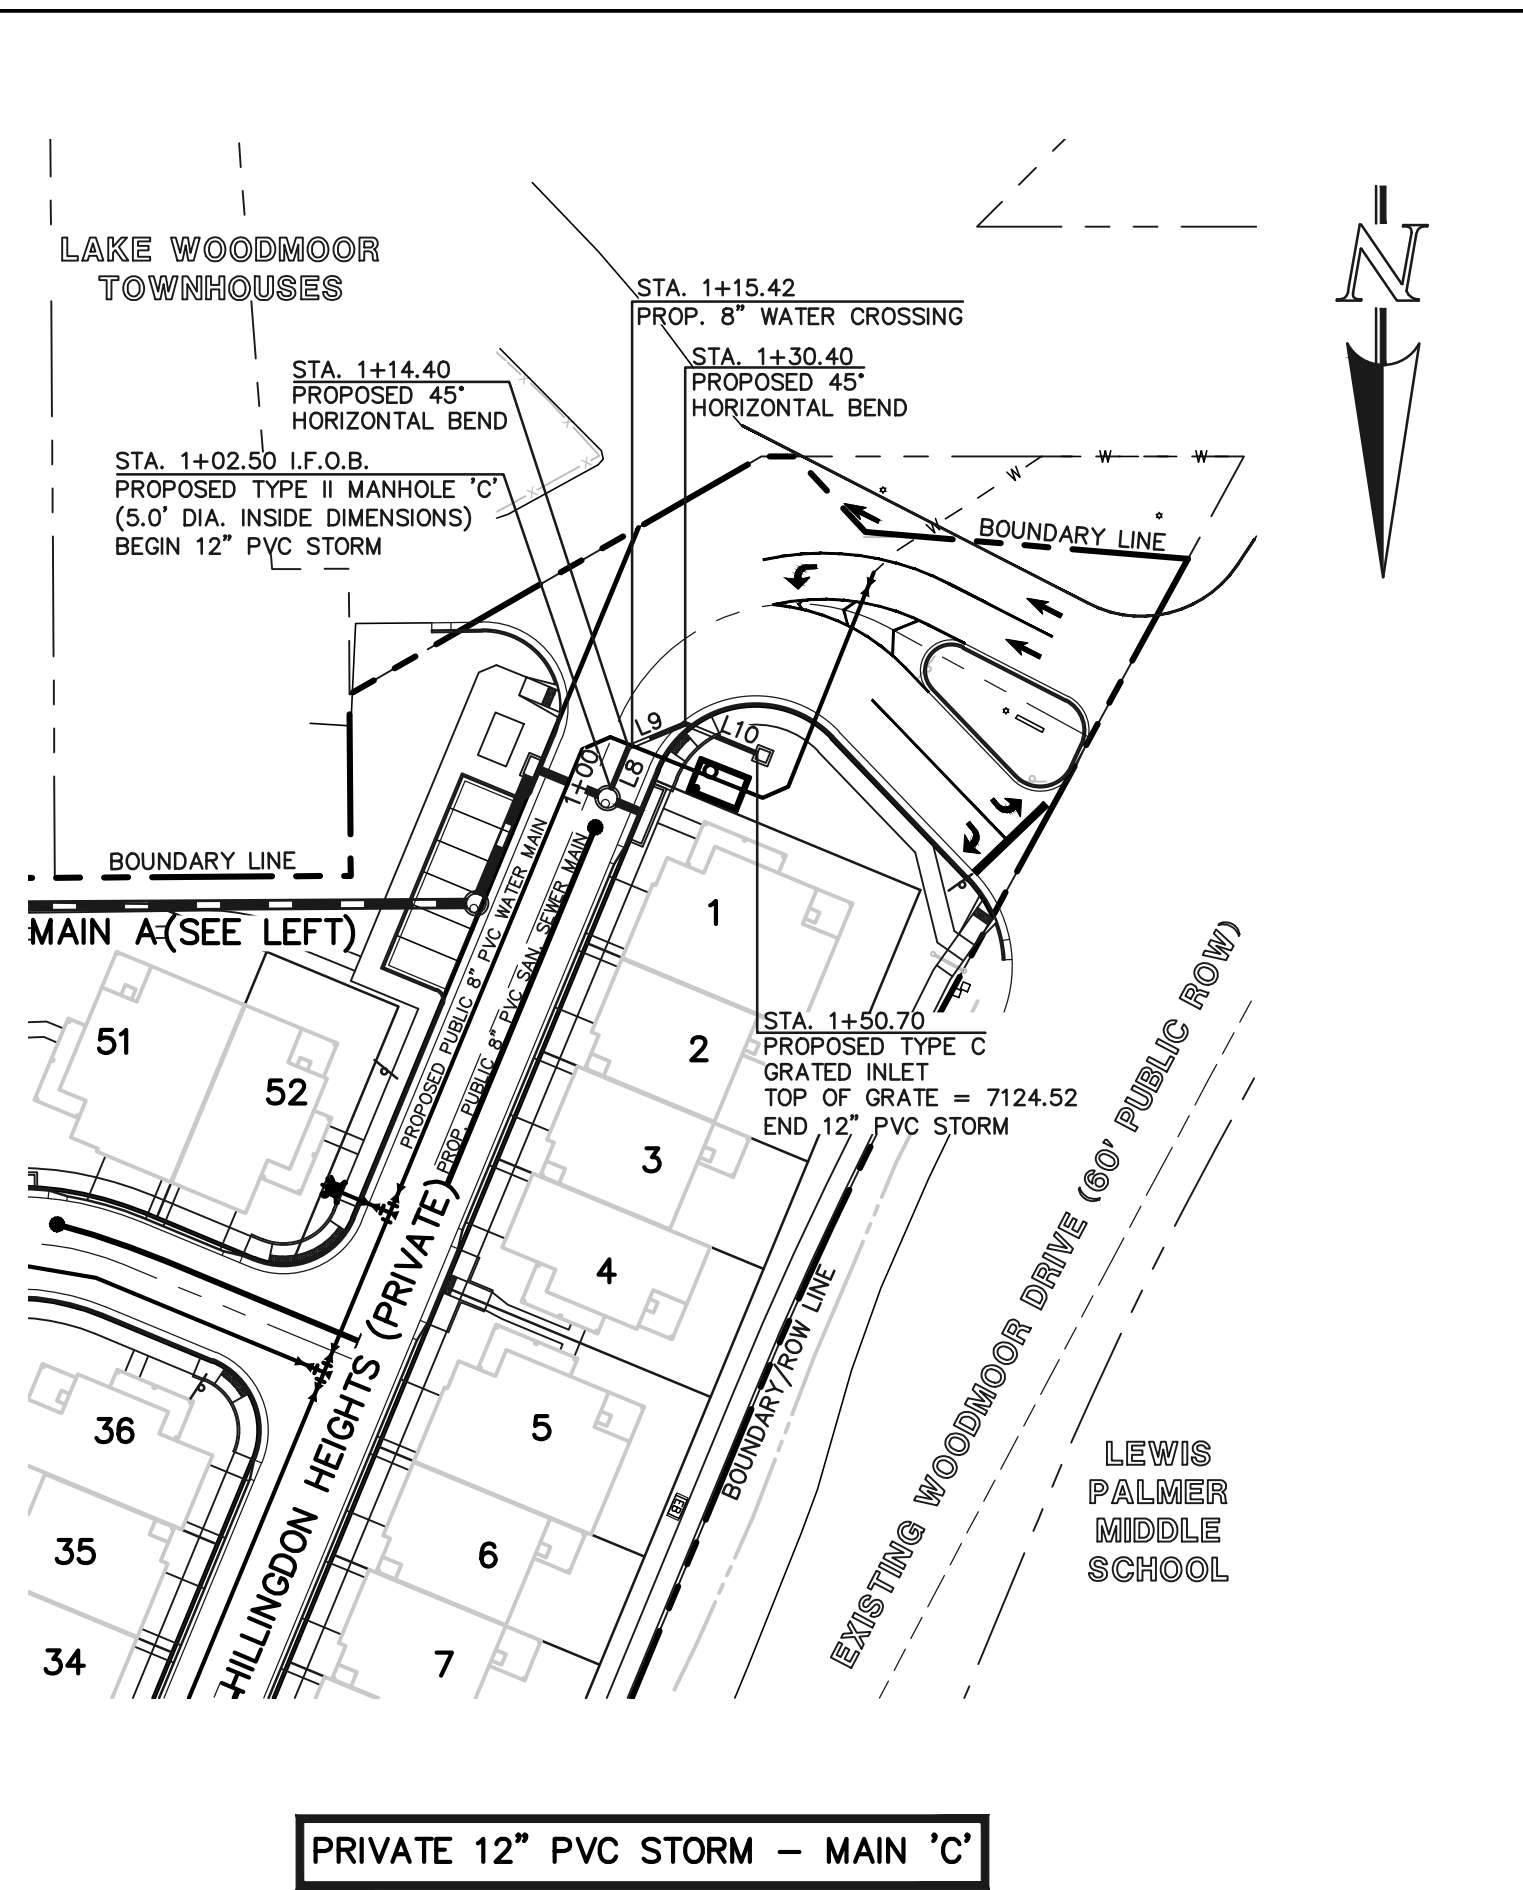 N
LAKE WOODMOOR
TOWNHOUSES
STA. 1+15.42
PROP. 8" WATER CROSSING
STA. 1+14.40
PROPOSED 45°
HORIZONTAL BEND
STA. 1+30.40
PROPOSED 45°
HORIZONTAL BEND
STA. 1+02.50 I.F.O.B.
PROPOSED TYPE II MANHOLE 'C'
(5.0' DIA. INSIDE DIMENSIONS)
BEGIN 12" PVC STORM
X
X
X
X
W
W
W
W
BOUNDARY LINE
L9
L10
L8
1+00
BOUNDARY LINE
MAIN A(SEE LEFT)
PROPOSED PUBLIC 8" PVC WATER MAIN
PROP. PUBLIC 8" PVC SAN. SEWER MAIN
1
2
3
4
5
6
7
51
52
36
35
34
STA. 1+50.70
PROPOSED TYPE C
GRATED INLET
TOP OF GRATE = 7124.52
END 12" PVC STORM
HILLINGDON HEIGHTS (PRIVATE)
BOUNDARY/ROW LINE
EXISTING WOODMOOR DRIVE (60' PUBLIC ROW)
LEWIS
PALMER
MIDDLE
SCHOOL
PRIVATE 12" PVC STORM – MAIN 'C'